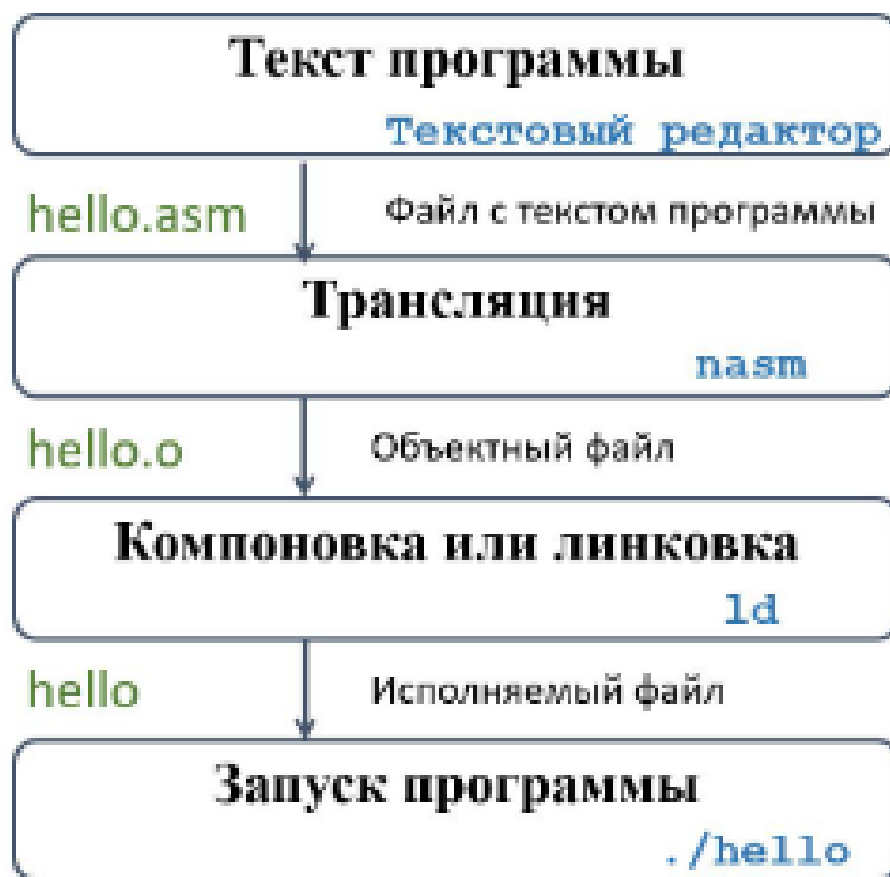 Текст программы
Текстовый редактор
hello.asm
Файл с текстом программы
Трансляция
nasm
hello.o
Объектный файл
Компоновка или линковка
ld
hello
Исполняемый файл
Запуск программы
./hello